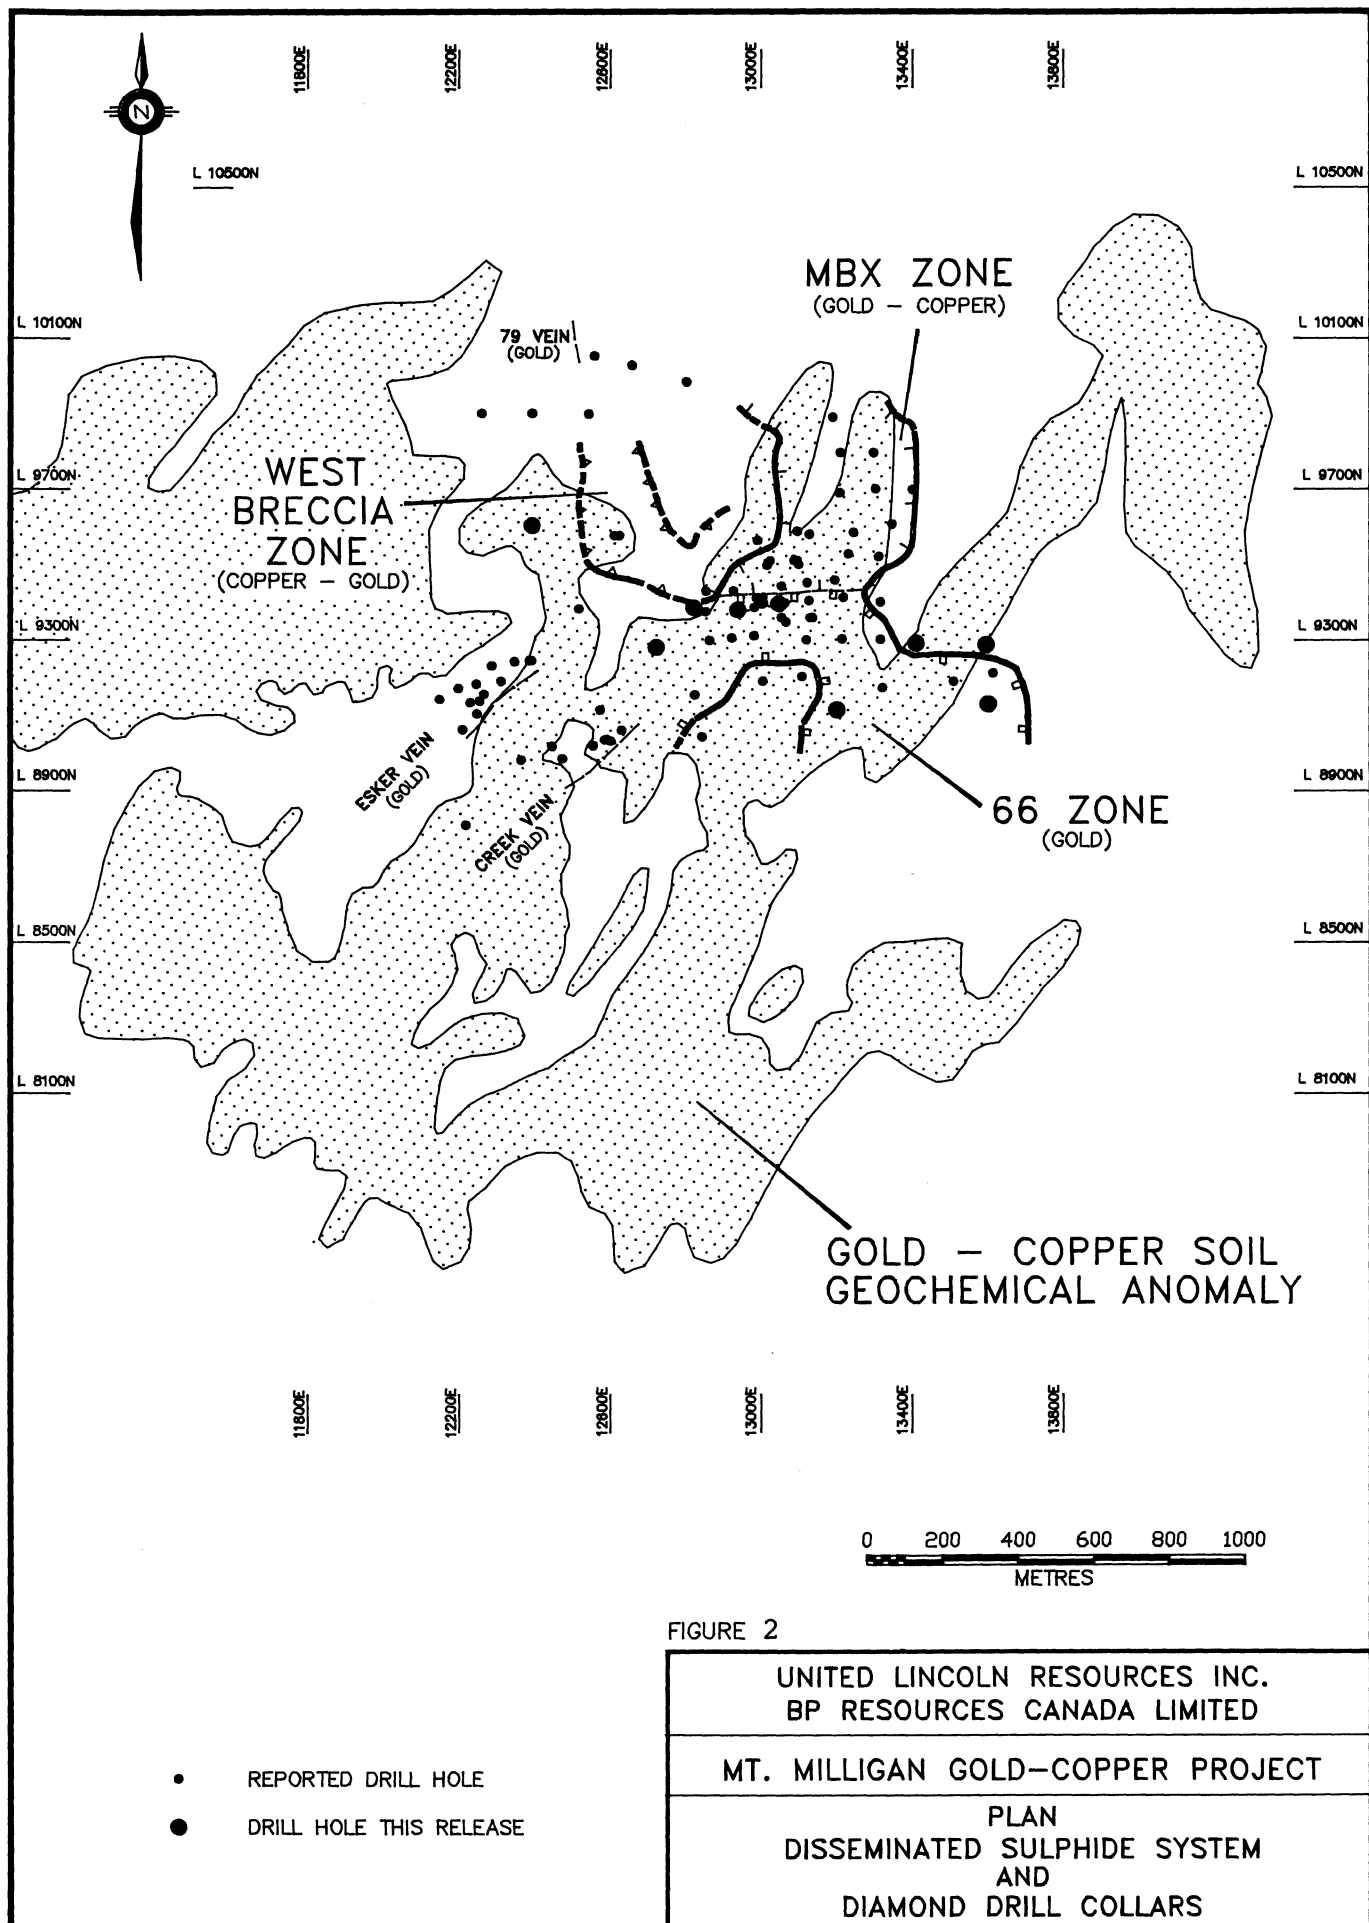 11800E
12200E
12600E
13000E
13400E
13800E
N
L 10500N
L 10500N
MBX ZONE
(GOLD – COPPER)
L 10100N
79 VEIN
(GOLD)
L 10100N
WEST
BRECCIA
ZONE
(COPPER – GOLD)
L 9700N
L 9700N
L 9300N
L 9300N
ESKER VEIN
(GOLD)
CREEK VEIN
(GOLD)
L 8900N
L 8900N
66 ZONE
(GOLD)
L 8500N
L 8500N
L 8100N
L 8100N
GOLD – COPPER SOIL
GEOCHEMICAL ANOMALY
11800E
12200E
12600E
13000E
13400E
13800E
0 200 400 600 800 1000
METRES
FIGURE 2
UNITED LINCOLN RESOURCES INC.
BP RESOURCES CANADA LIMITED
MT. MILLIGAN GOLD–COPPER PROJECT
PLAN
DISSEMINATED SULPHIDE SYSTEM
AND
DIAMOND DRILL COLLARS
REPORTED DRILL HOLE
DRILL HOLE THIS RELEASE